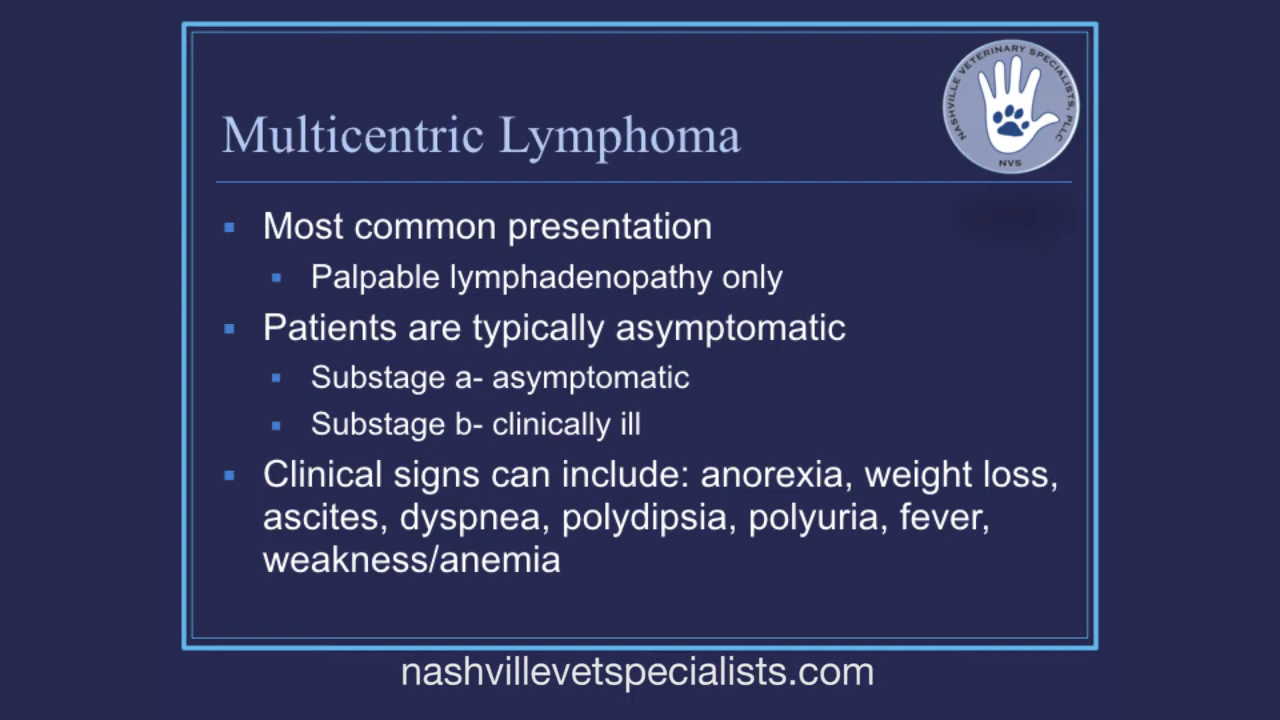 NASHVILLE VETERINARY SPECIALISTS, PLLC
NVS
Multicentric Lymphoma
Most common presentation
Palpable lymphadenopathy only
Patients are typically asymptomatic
Substage a- asymptomatic
Substage b- clinically ill
Clinical signs can include: anorexia, weight loss,
ascites, dyspnea, polydipsia, polyuria, fever,
weakness/anemia
nashvillevetspecialists.com